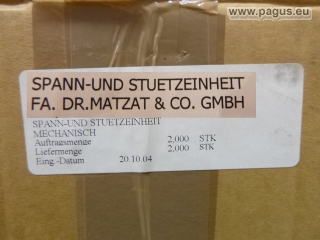 www.pagus.eu
SPANN-UND STUETZEINHEIT
FA. DR.MATZAT & CO. GMBH
SPANN-UND STUETZEINHEIT
MECHANISCH
Auftragsmenge 2,000 STK
Liefermenge 2,000 STK
Eing -Datum 20.10.04